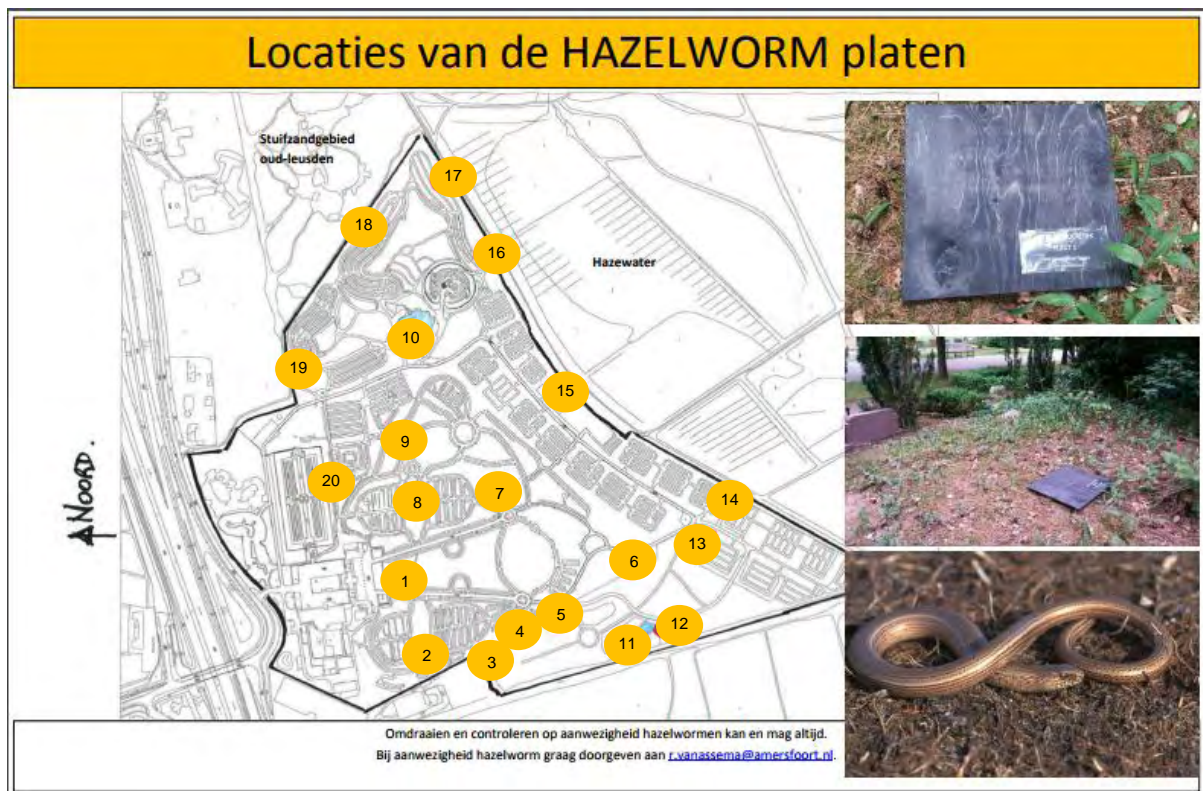 Locaties van de HAZELWORM platen
Stuifzandgebied
oud-leusden
17
18
16
Hazewater
10
19
15
9
20
7
8
14
13
6
NOORD.
1
5
12
4
11
2
3
Omdraaien en controleren op aanwezigheid hazelwormen kan en mag altijd.
Bij aanwezigheid hazelworm graag doorgeven aan r.vanassema@amersfoort.nl.